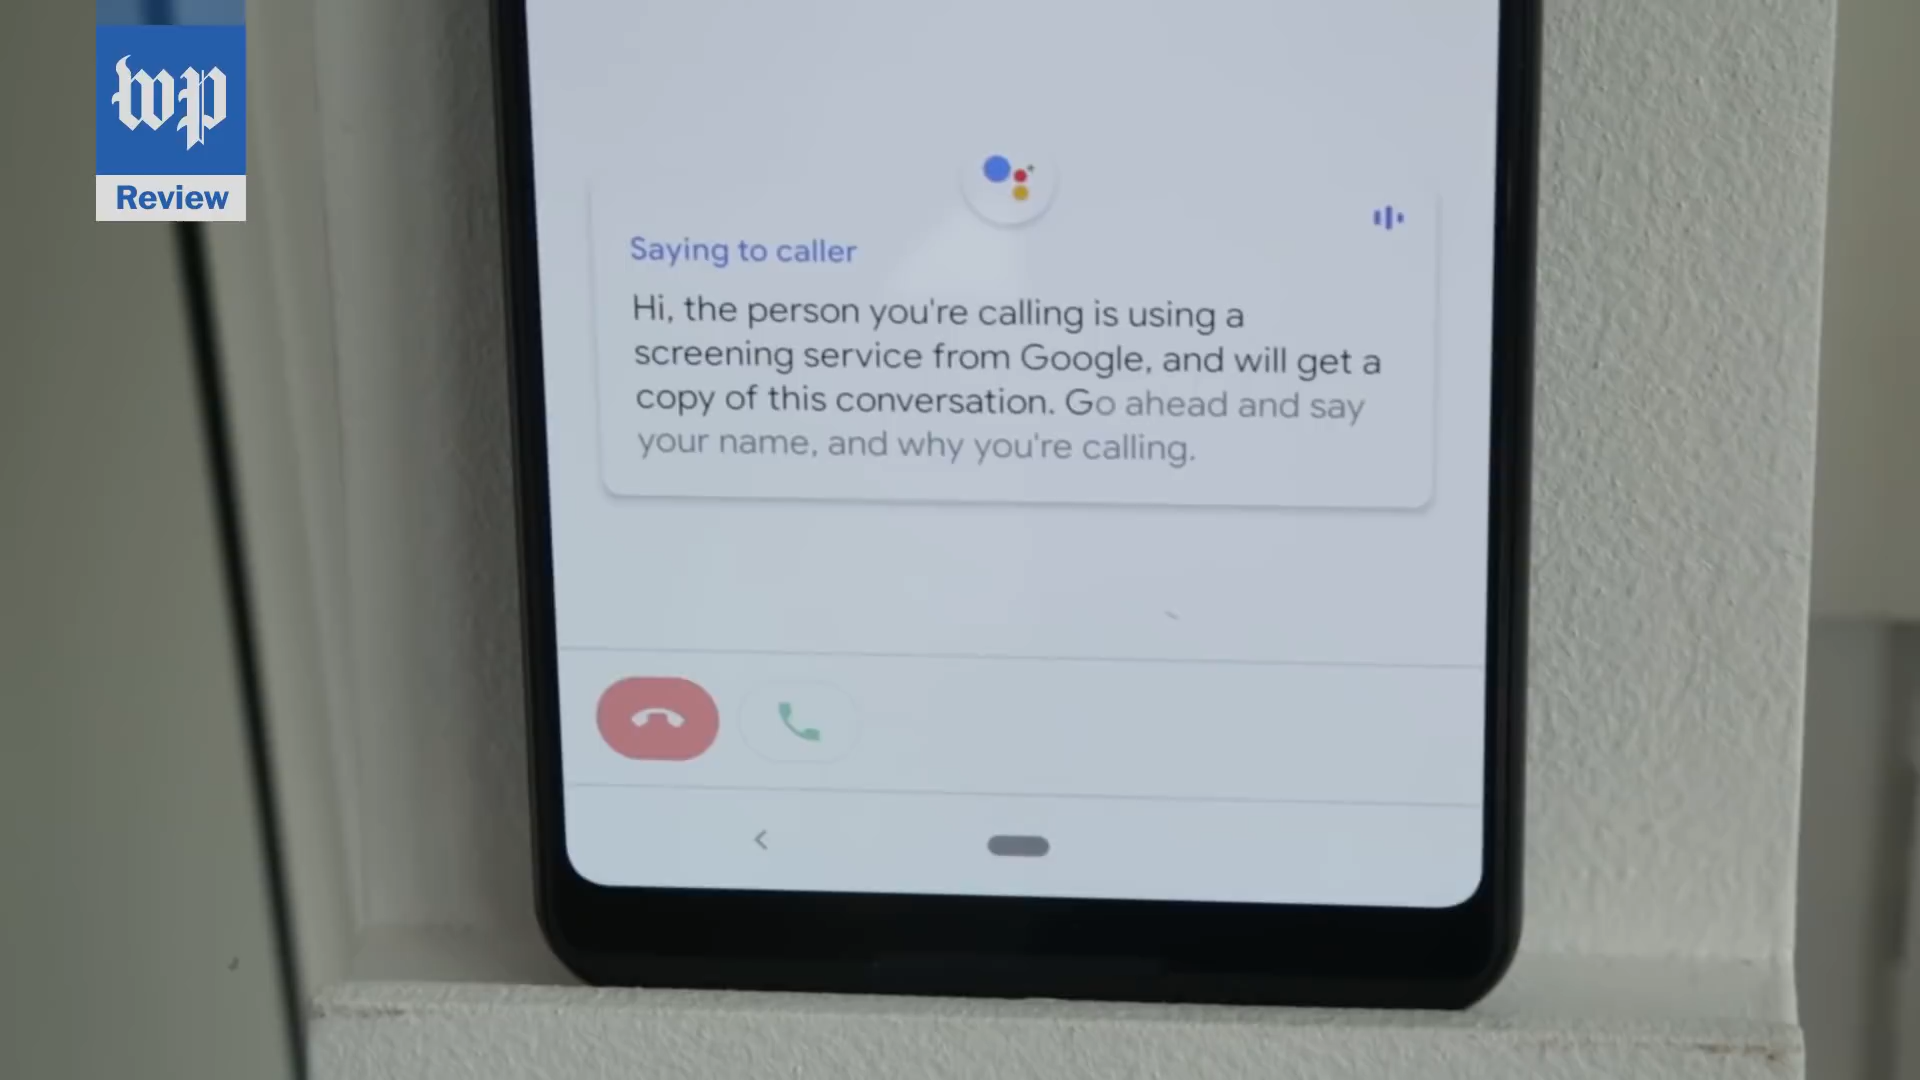 wp
Review
Saying to caller
Hi, the person you're calling is using a
screening service from Google, and will get a
copy of this conversation. Go ahead and say
your name, and why you're calling.